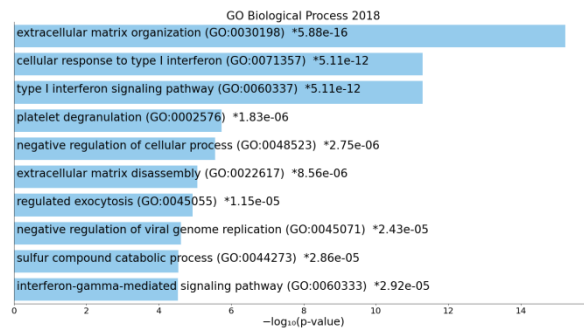 GO Biological Process 2018
extracellular matrix organization (GO:0030198) *5.88e-16
cellular response to type I interferon (GO:0071357) *5.11e-12
type I interferon signaling pathway (GO:0060337) *5.11e-12
platelet degranulation (GO:0002576) *1.83e-06
negative regulation of cellular process (GO:0048523) *2.75e-06
extracellular matrix disassembly (GO:0022617) *8.56e-06
regulated exocytosis (GO:0045055) *1.15e-05
negative regulation of viral genome replication (GO:0045071) *2.43e-05
sulfur compound catabolic process (GO:0044273) *2.86e-05
interferon-gamma-mediated signaling pathway (GO:0060333) *2.92e-05
0 2 4 6 8 10 12 14
−log₁₀(p-value)